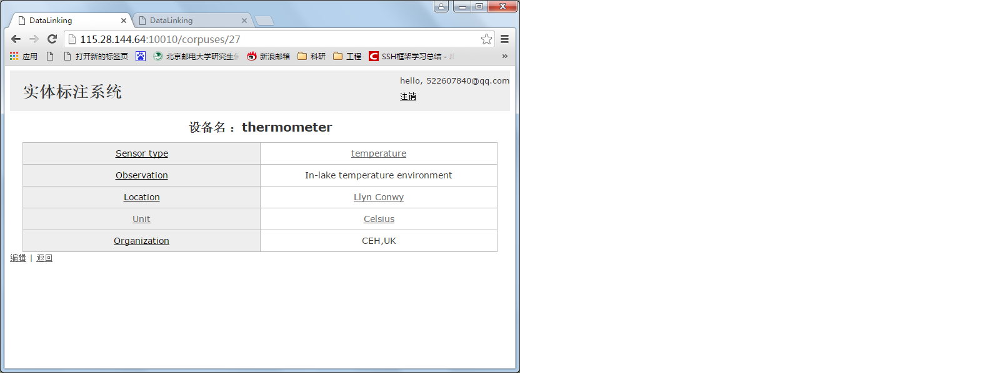 DataLinking
DataLinking
115.28.144.64:10010/corpuses/27
应用 打开新的标签页 北京邮电大学研究生 新浪邮箱 科研 工程 SSH框架学习总结 - »
实体标注系统
hello, 522607840@qq.com
注销
设备名： thermometer
Sensor type temperature
Observation In-lake temperature environment
Location Llyn Conwy
Unit Celsius
Organization CEH,UK
编辑 | 返回